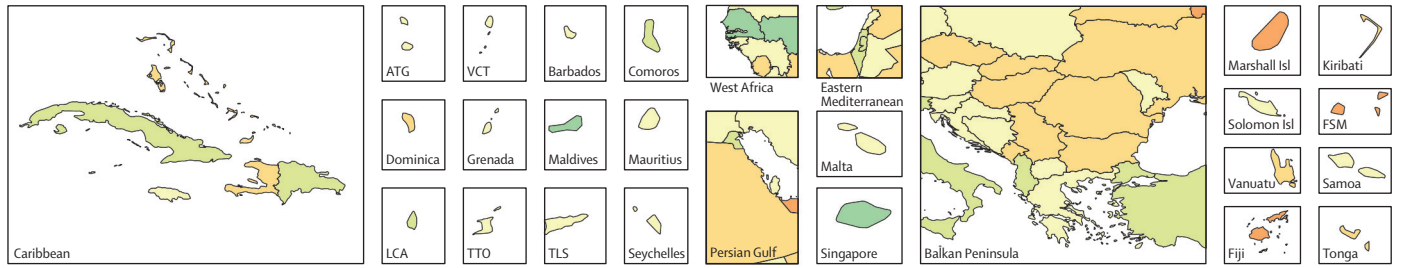 Caribbean
ATG
VCT
Barbados
Comoros
Dominica
Grenada
Maldives
Mauritius
LCA
TTO
TLS
Seychelles
West Africa
Eastern
Mediterranean
Persian Gulf
Malta
Singapore
Balkan Peninsula
Marshall Isl
Kiribati
Solomon Isl
FSM
Vanuatu
Samoa
Fiji
Tonga